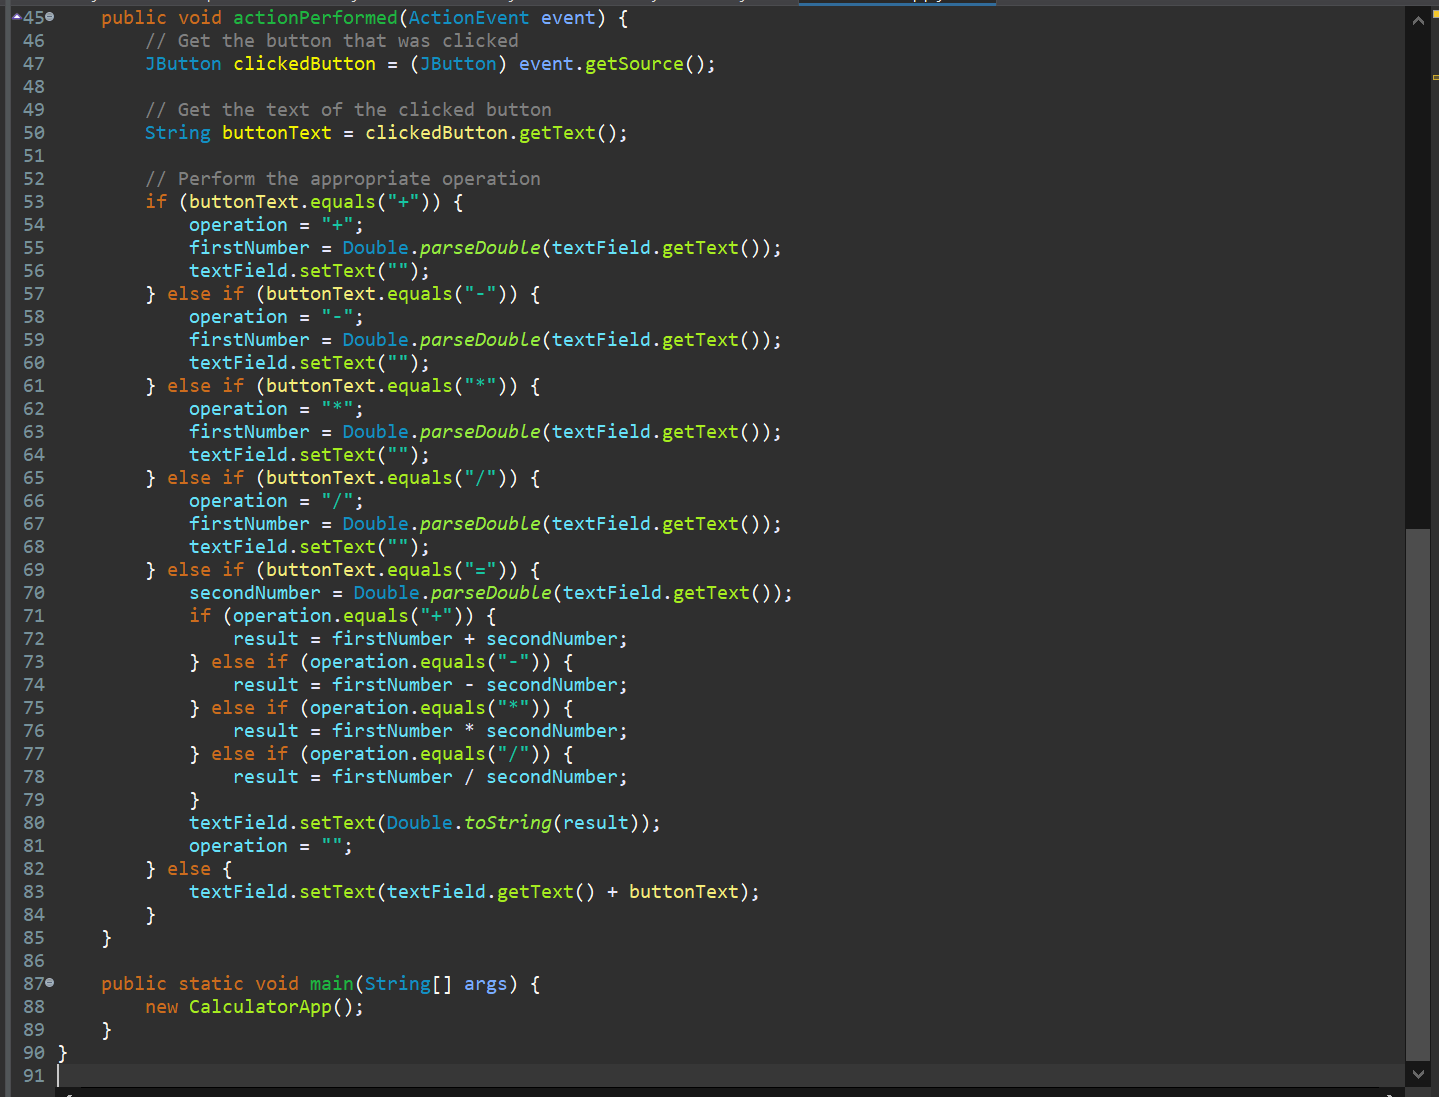 45 public void actionPerformed(ActionEvent event) {
46 // Get the button that was clicked
47 JButton clickedButton = (JButton) event.getSource();
48
49 // Get the text of the clicked button
50 String buttonText = clickedButton.getText();
51
52 // Perform the appropriate operation
53 if (buttonText.equals("+")) {
54 operation = "+";
55 firstNumber = Double.parseDouble(textField.getText());
56 textField.setText("");
57 } else if (buttonText.equals("-")) {
58 operation = "-";
59 firstNumber = Double.parseDouble(textField.getText());
60 textField.setText("");
61 } else if (buttonText.equals("*")) {
62 operation = "*";
63 firstNumber = Double.parseDouble(textField.getText());
64 textField.setText("");
65 } else if (buttonText.equals("/")) {
66 operation = "/";
67 firstNumber = Double.parseDouble(textField.getText());
68 textField.setText("");
69 } else if (buttonText.equals("=")) {
70 secondNumber = Double.parseDouble(textField.getText());
71 if (operation.equals("+")) {
72 result = firstNumber + secondNumber;
73 } else if (operation.equals("-")) {
74 result = firstNumber - secondNumber;
75 } else if (operation.equals("*")) {
76 result = firstNumber * secondNumber;
77 } else if (operation.equals("/")) {
78 result = firstNumber / secondNumber;
79 }
80 textField.setText(Double.toString(result));
81 operation = "";
82 } else {
83 textField.setText(textField.getText() + buttonText);
84 }
85 }
86
87 public static void main(String[] args) {
88 new CalculatorApp();
89 }
90 }
91